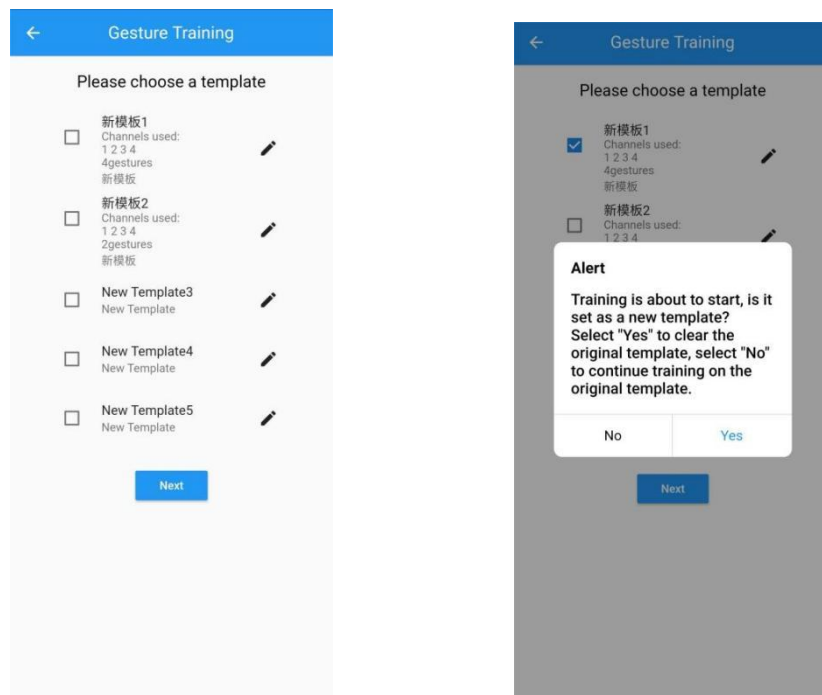 Gesture Training
Please choose a template
新模板1
Channels used:
1 2 3 4
4gestures
新模板
新模板2
Channels used:
1 2 3 4
2gestures
新模板
New Template3
New Template
New Template4
New Template
New Template5
New Template
Next
Gesture Training
Please choose a template
新模板1
Channels used:
1 2 3 4
4gestures
新模板
新模板2
Channels used:
1 2 3 4
Alert
Training is about to start, is it
set as a new template?
Select "Yes" to clear the
original template, select "No"
to continue training on the
original template.
No
Yes
Next